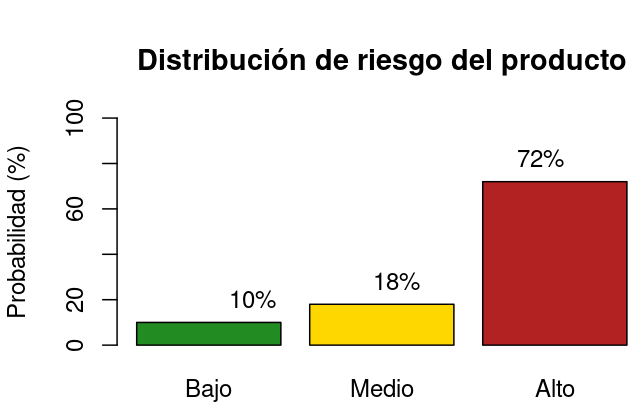 Distribución de riesgo del producto
Probabilidad (%)
100
60
20
0
10%
18%
72%
Bajo
Medio
Alto